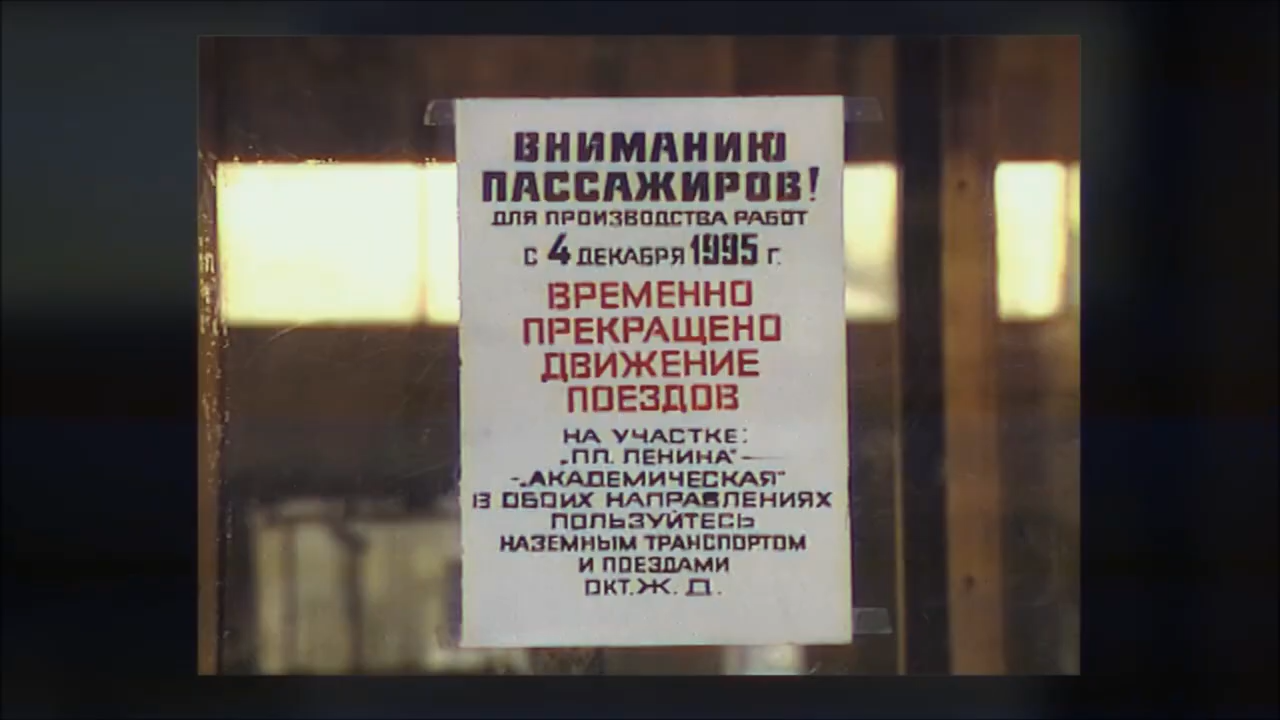 ВНИМАНИЮ
ПАССАЖИРОВ!
ДЛЯ ПРОИЗВОДСТВА РАБОТ
С 4 ДЕКАБРЯ 1995 Г.
ВРЕМЕННО
ПРЕКРАЩЕНО
ДВИЖЕНИЕ
ПОЕЗДОВ
НА УЧАСТКЕ:
„ПЛ. ЛЕНИНА"—
-„АКАДЕМИЧЕСКАЯ"
В ОБОИХ НАПРАВЛЕНИЯХ
ПОЛЬЗУЙТЕСЬ
НАЗЕМНЫМ ТРАНСПОРТОМ
И ПОЕЗДАМИ
ОКТ. Ж. Д.